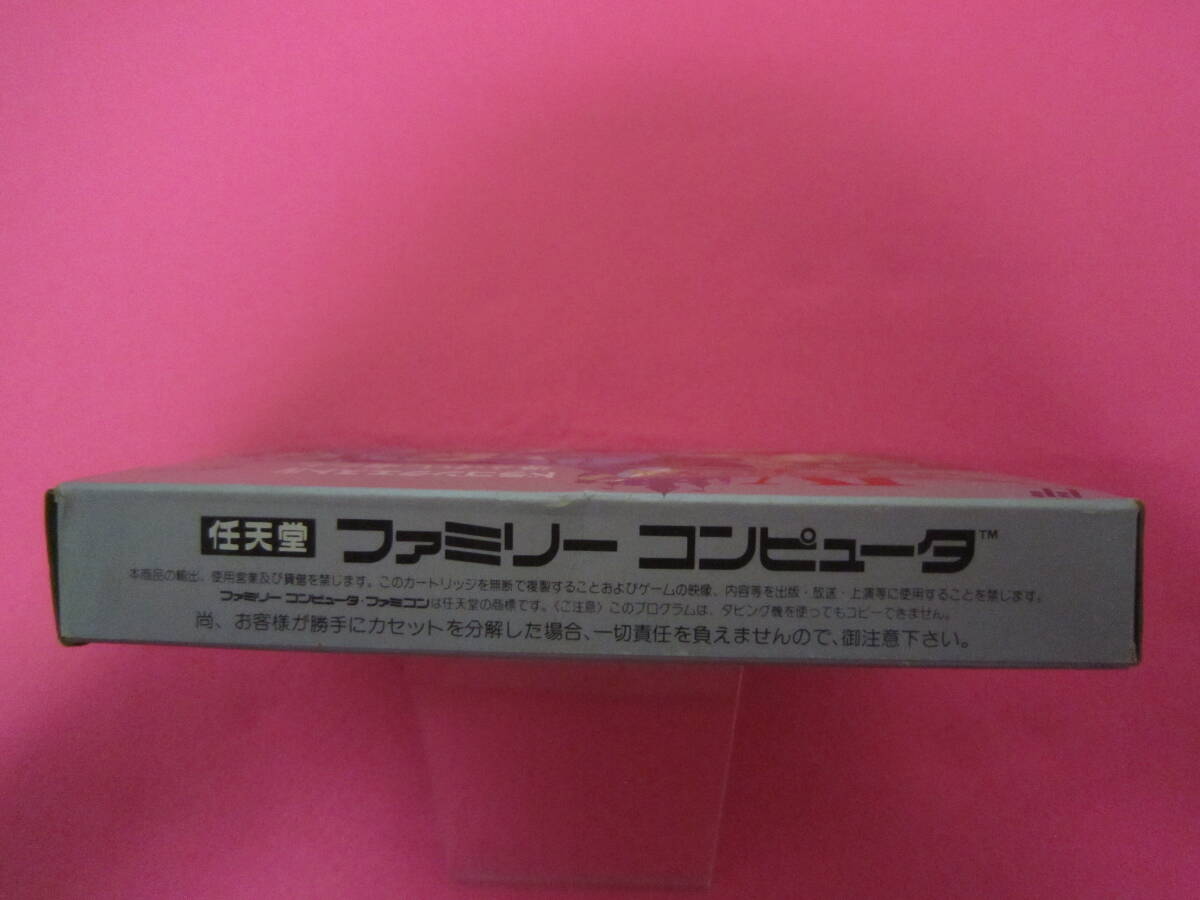 任天堂 ファミリー コンピュータ™
本商品の輸出、使用営業及び賃貸を禁じます。このカートリッジを無断で複製することおよびゲームの映像、内容等を出版・放送・上演等に使用することを禁じます。
ファミリー コンピュータ・ファミコンは任天堂の商標です。〈ご注意〉このプログラムは、タビング機を使ってもコピーできません。
尚、お客様が勝手にカセットを分解した場合、一切責任を負えませんので、御注意下さい。